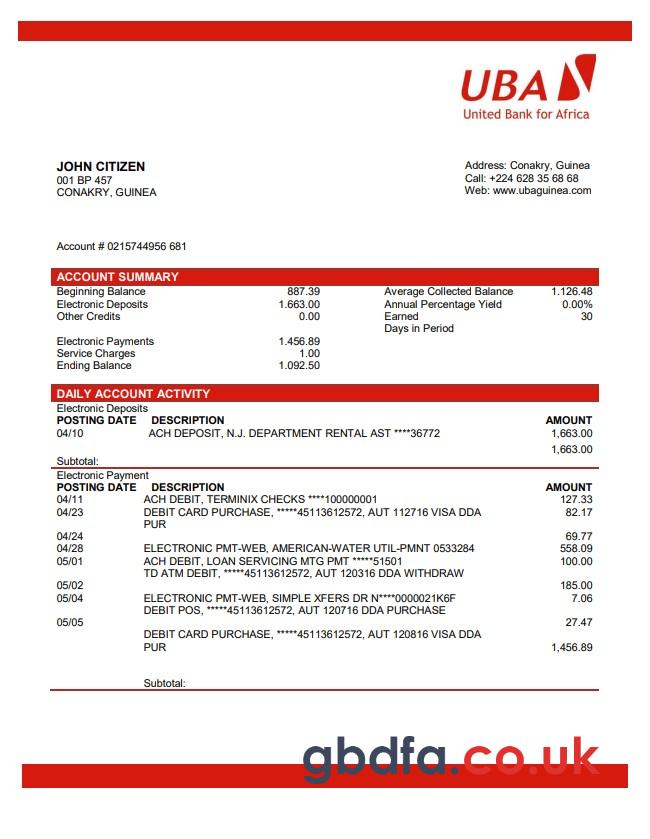 UBA
United Bank for Africa
JOHN CITIZEN
001 BP 457
CONAKRY, GUINEA
Address: Conakry, Guinea
Call: +224 628 35 68 68
Web: www.ubaguinea.com
Account # 0215744956 681
ACCOUNT SUMMARY
Beginning Balance 887.39 Average Collected Balance 1.126.48
Electronic Deposits 1.663.00 Annual Percentage Yield 0.00%
Other Credits 0.00 Earned 30
Days in Period
Electronic Payments 1.456.89
Service Charges 1.00
Ending Balance 1.092.50
DAILY ACCOUNT ACTIVITY
Electronic Deposits
POSTING DATE DESCRIPTION AMOUNT
04/10 ACH DEPOSIT, N.J. DEPARTMENT RENTAL AST ****36772 1,663.00
1,663.00
Subtotal:
Electronic Payment
POSTING DATE DESCRIPTION AMOUNT
04/11 ACH DEBIT, TERMINIX CHECKS ****100000001 127.33
04/23 DEBIT CARD PURCHASE, *****45113612572, AUT 112716 VISA DDA 82.17
PUR
04/24 69.77
04/28 ELECTRONIC PMT-WEB, AMERICAN-WATER UTIL-PMNT 0533284 558.09
05/01 ACH DEBIT, LOAN SERVICING MTG PMT *****51501 100.00
TD ATM DEBIT, *****45113612572, AUT 120316 DDA WITHDRAW
05/02 185.00
05/04 ELECTRONIC PMT-WEB, SIMPLE XFERS DR N****0000021K6F 7.06
DEBIT POS, *****45113612572, AUT 120716 DDA PURCHASE
05/05 27.47
DEBIT CARD PURCHASE, *****45113612572, AUT 120816 VISA DDA
PUR 1,456.89
Subtotal:
gbdfa.co.uk